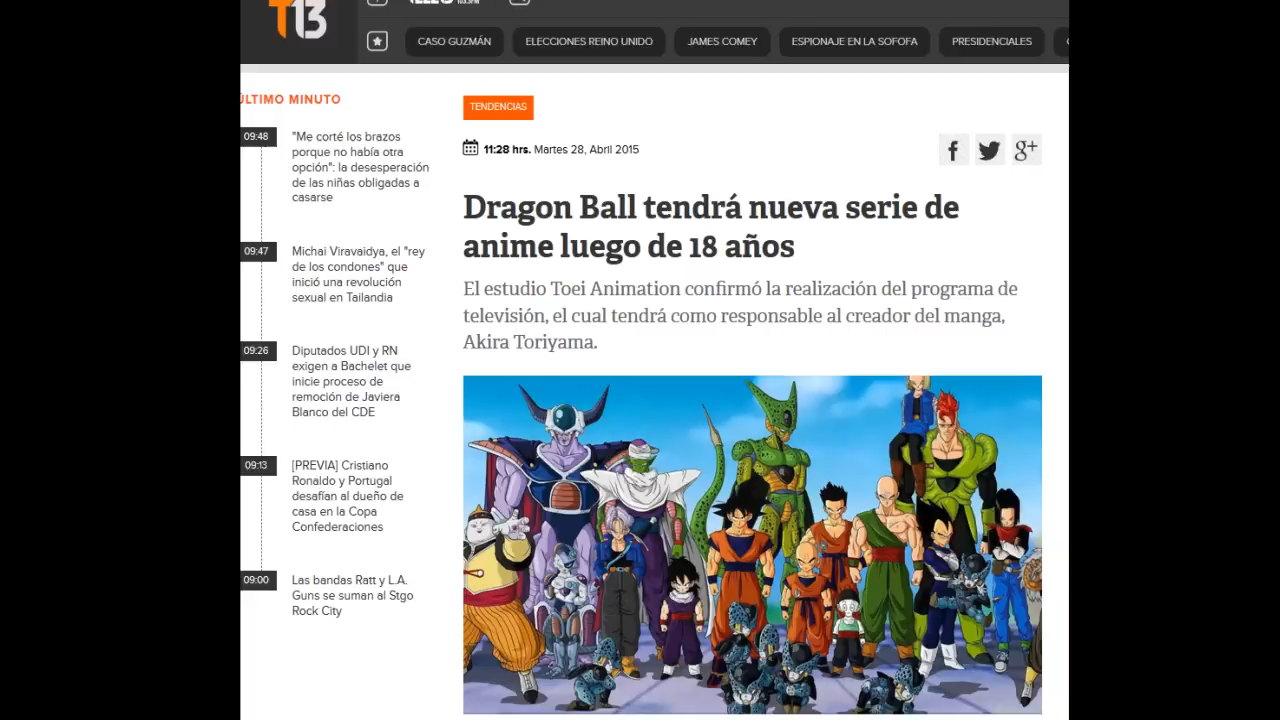 T13
CASO GUZMÁN
ELECCIONES REINO UNIDO
JAMES COMEY
ESPIONAJE EN LA SOFOFA
PRESIDENCIALES
ÚLTIMO MINUTO
09:48
"Me corté los brazos
porque no había otra
opción": la desesperación
de las niñas obligadas a
casarse
09:47
Michai Viravaidya, el "rey
de los condones" que
inició una revolución
sexual en Tailandia
09:26
Diputados UDI y RN
exigen a Bachelet que
inicie proceso de
remoción de Javiera
Blanco del CDE
09:13
[PREVIA] Cristiano
Ronaldo y Portugal
desafían al dueño de
casa en la Copa
Confederaciones
09:00
Las bandas Ratt y L.A.
Guns se suman al Stgo
Rock City
TENDENCIAS
11:28 hrs. Martes 28, Abril 2015
Dragon Ball tendrá nueva serie de
anime luego de 18 años
El estudio Toei Animation confirmó la realización del programa de
televisión, el cual tendrá como responsable al creador del manga,
Akira Toriyama.